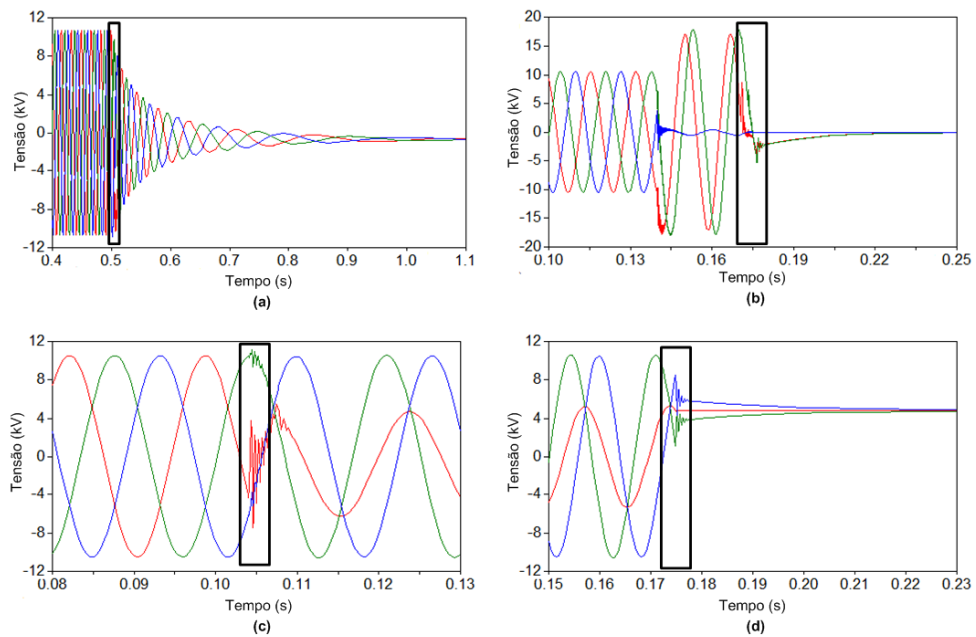 12
8
4
0
-4
-8
-12
Tensão (kV)
0.4 0.5 0.6 0.7 0.8 0.9 1.0 1.1
Tempo (s)
(a)
20
15
10
5
0
-5
-10
-15
-20
Tensão (kV)
0.10 0.13 0.16 0.19 0.22 0.25
Tempo (s)
(b)
12
8
4
0
-4
-8
-12
Tensão (kV)
0.08 0.09 0.10 0.11 0.12 0.13
Tempo (s)
(c)
12
8
4
0
-4
-8
-12
Tensão (kV)
0.15 0.16 0.17 0.18 0.19 0.20 0.21 0.22 0.23
Tempo (s)
(d)